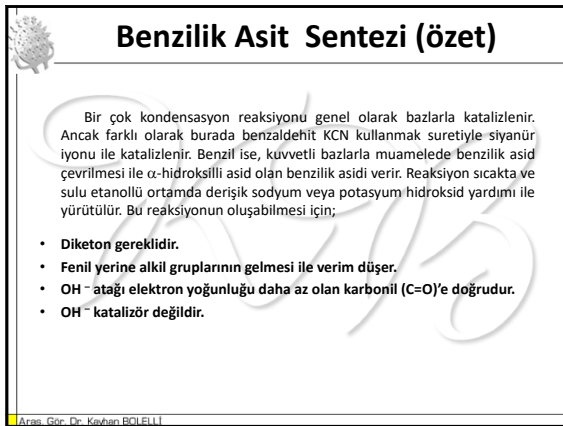 Benzilik Asit Sentezi (özet)
Bir çok kondensasyon reaksiyonu genel olarak bazlarla katalizlenir.
Ancak farklı olarak burada benzaldehit KCN kullanmak suretiyle siyanür
iyonu ile katalizlenir. Benzil ise, kuvvetli bazlarla muamelede benzilik asid
çevrilmesi ile α-hidroksilli asid olan benzilik asidi verir. Reaksiyon sıcakta ve
sulu etanollü ortamda derişik sodyum veya potasyum hidroksid yardımı ile
yürütülür. Bu reaksiyonun oluşabilmesi için;
• Diketon gereklidir.
• Fenil yerine alkil gruplarının gelmesi ile verim düşer.
• OH ⁻ atağı elektron yoğunluğu daha az olan karbonil (C=O)’e doğrudur.
• OH ⁻ katalizör değildir.
Aras. Gör. Dr. Kayhan BOLELLİ